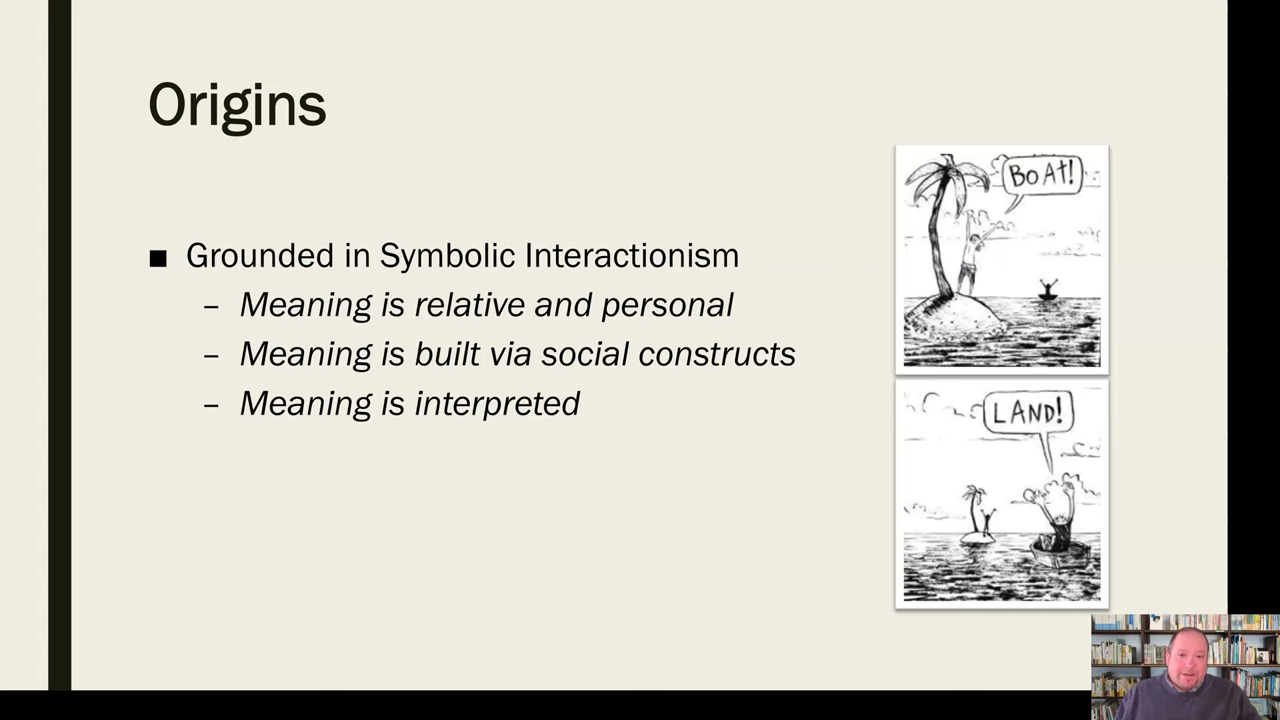 Origins
■ Grounded in Symbolic Interactionism
– Meaning is relative and personal
– Meaning is built via social constructs
– Meaning is interpreted
BoAt!
LAND!